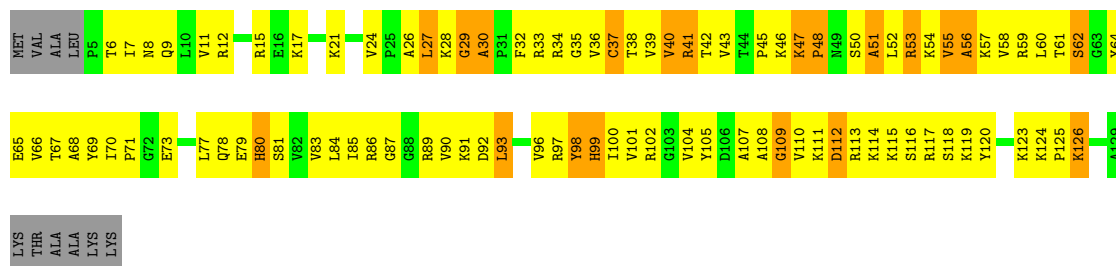 MET VAL ALA LEU P5 T6 I7 N8 Q9 L10 V11 R12 R15 E16 K17 K21 V24 P25 A26 L27 K28 G29 A30 P31 F32 R33 R34 G35 V36 C37 T38 V39 V40 R41 T42 V43 T44 P45 K46 K47 P48 N49 S50 A51 L52 R53 K54 V55 A56 K57 V58 R59 L60 T61 S62 G63 Y64
E65 V66 T67 A68 Y69 I70 P71 G72 E73 L77 Q78 E79 H80 S81 V82 V83 L84 I85 R86 G87 G88 R89 V90 K91 D92 L93 V96 R97 Y98 H99 I100 V101 R102 G103 V104 Y105 D106 A107 A108 G109 V110 K111 D112 R113 K114 K115 S116 R117 S118 K119 Y120 K123 K124 P125 K126 A129
LYS THR ALA ALA LYS LYS